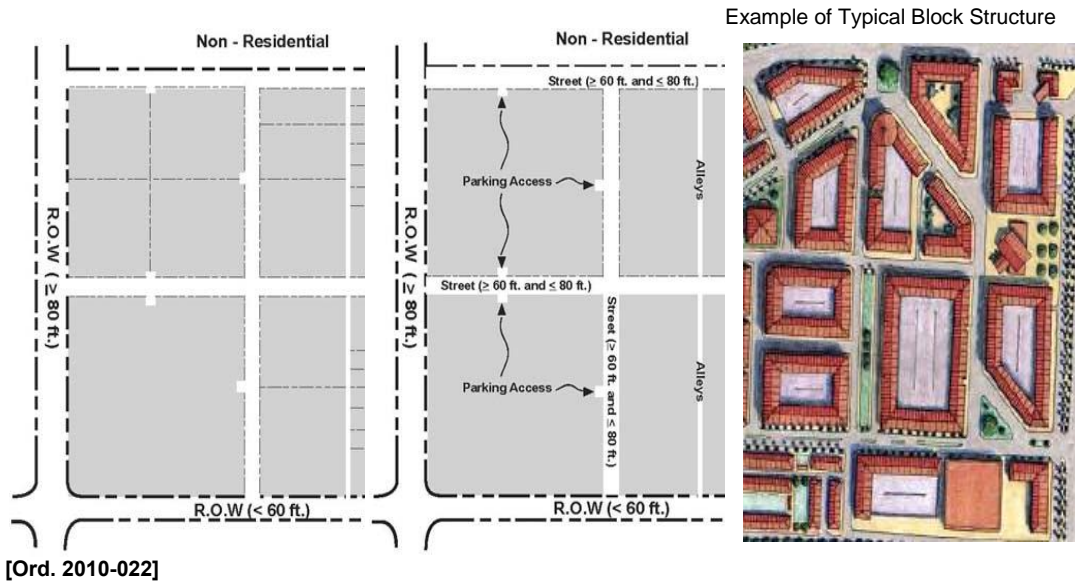 Example of Typical Block Structure
Non - Residential
R.O.W (≥ 80 ft.)
R.O.W (< 60 ft.)
Non - Residential
Street (≥ 60 ft. and ≤ 80 ft.)
Parking Access
Alleys
R.O.W (≥ 80 ft.)
Street (≥ 60 ft. and ≤ 80 ft.)
Street (≥ 60 ft. and ≤ 80 ft.)
Parking Access
Alleys
R.O.W (< 60 ft.)
[Ord. 2010-022]